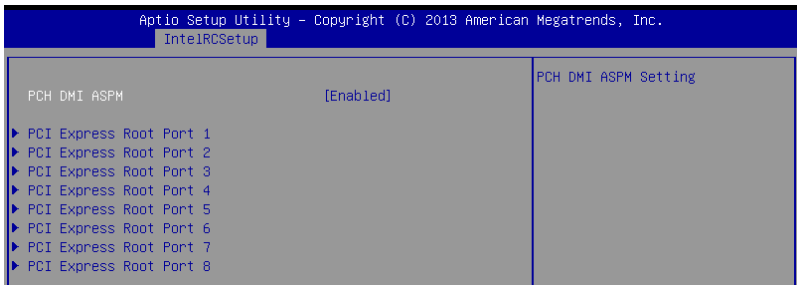 Aptio Setup Utility – Copyright (C) 2013 American Megatrends, Inc.
IntelRCSetup
PCH DMI ASPM [Enabled]
PCH DMI ASPM Setting
PCI Express Root Port 1
PCI Express Root Port 2
PCI Express Root Port 3
PCI Express Root Port 4
PCI Express Root Port 5
PCI Express Root Port 6
PCI Express Root Port 7
PCI Express Root Port 8